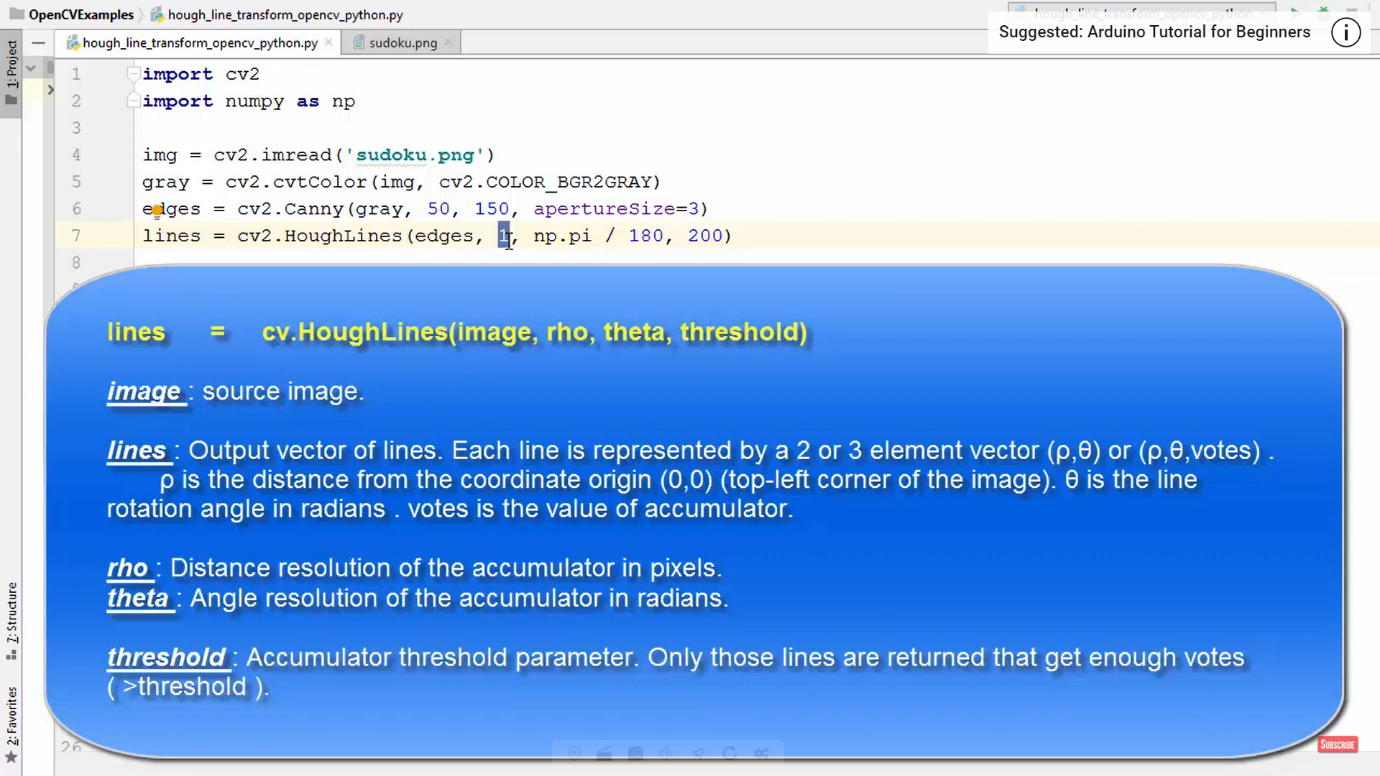 OpenCVExamples hough_line_transform_opencv_python.py
hough_line_transform_opencv_python
Suggested: Arduino Tutorial for Beginners
hough_line_transform_opencv_python.py × sudoku.png ×
1: Project
1 import cv2
2 import numpy as np
3
4 img = cv2.imread('sudoku.png')
5 gray = cv2.cvtColor(img, cv2.COLOR_BGR2GRAY)
6 edges = cv2.Canny(gray, 50, 150, apertureSize=3)
7 lines = cv2.HoughLines(edges, 1, np.pi / 180, 200)
8
lines = cv.HoughLines(image, rho, theta, threshold)
image : source image.
lines : Output vector of lines. Each line is represented by a 2 or 3 element vector (ρ,θ) or (ρ,θ,votes) .
ρ is the distance from the coordinate origin (0,0) (top-left corner of the image). θ is the line
rotation angle in radians . votes is the value of accumulator.
rho : Distance resolution of the accumulator in pixels.
theta : Angle resolution of the accumulator in radians.
threshold : Accumulator threshold parameter. Only those lines are returned that get enough votes
( >threshold ).
7: Structure
2: Favorites
26
SUBSCRIBE